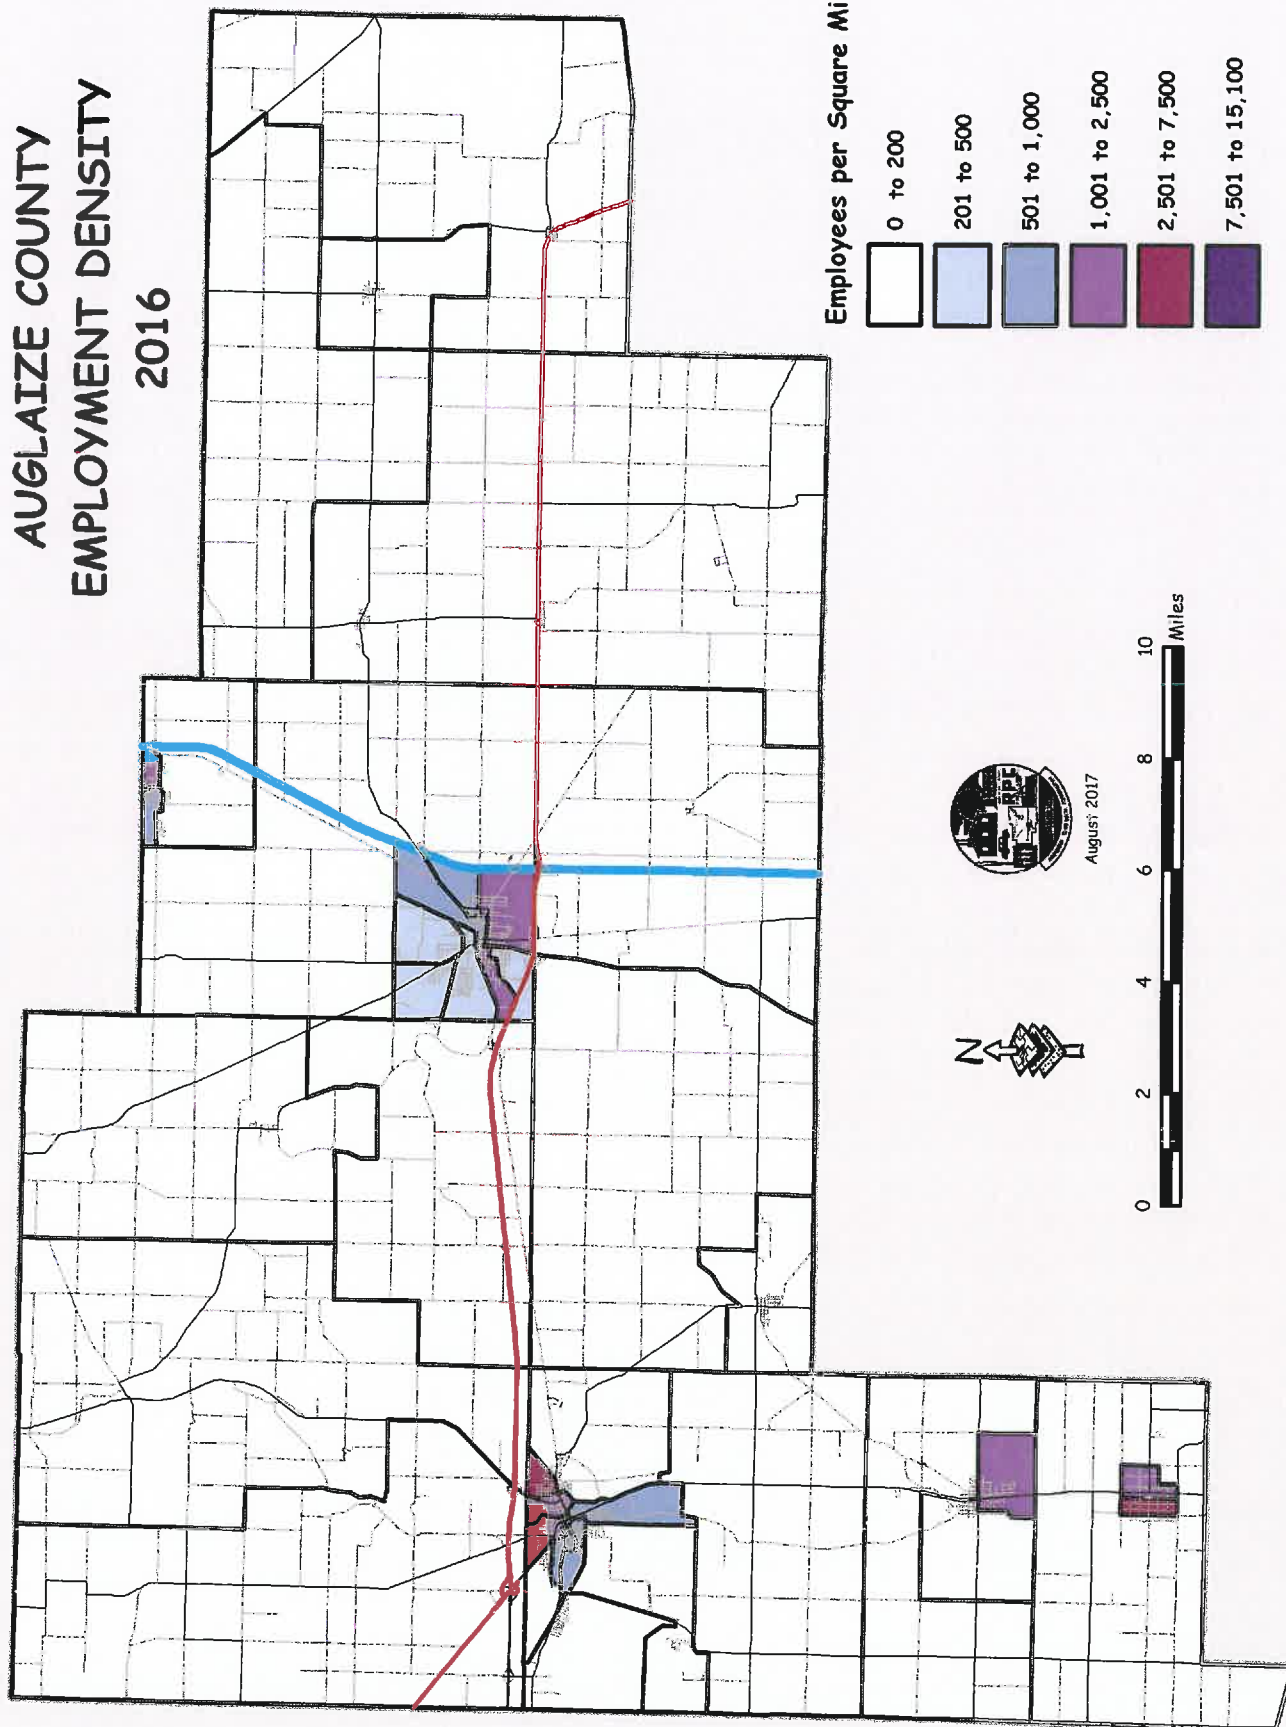 AUGLAIZE COUNTY
EMPLOYMENT DENSITY
2016
Employees per Square Mi
0 to 200
201 to 500
501 to 1,000
1,001 to 2,500
2,501 to 7,500
7,501 to 15,100
N
RPC
August 2017
0 2 4 6 8 10
Miles